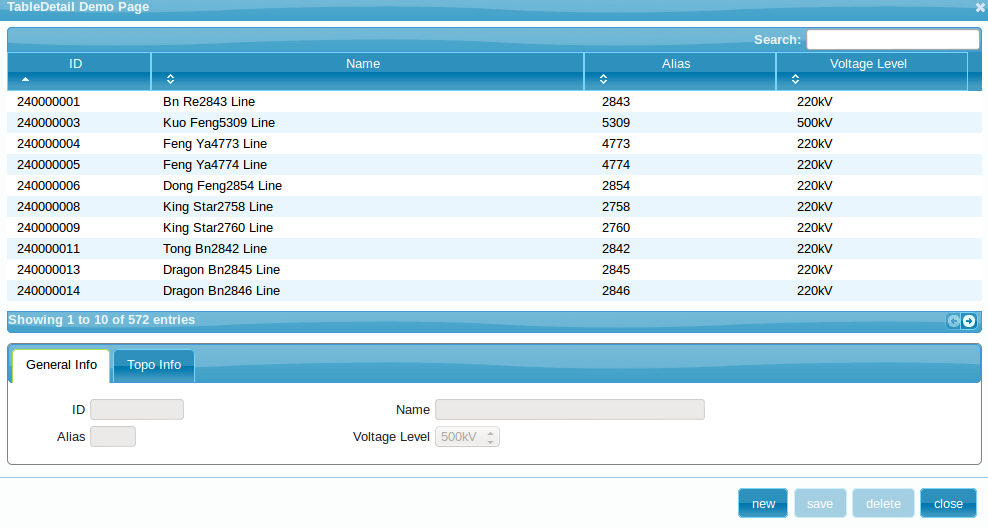 TableDetail Demo Page
Search:
ID Name Alias Voltage Level
240000001 Bn Re2843 Line 2843 220kV
240000003 Kuo Feng5309 Line 5309 500kV
240000004 Feng Ya4773 Line 4773 220kV
240000005 Feng Ya4774 Line 4774 220kV
240000006 Dong Feng2854 Line 2854 220kV
240000008 King Star2758 Line 2758 220kV
240000009 King Star2760 Line 2760 220kV
240000011 Tong Bn2842 Line 2842 220kV
240000013 Dragon Bn2845 Line 2845 220kV
240000014 Dragon Bn2846 Line 2846 220kV
Showing 1 to 10 of 572 entries
General Info Topo Info
ID Name
Alias Voltage Level 500kV
new save delete close